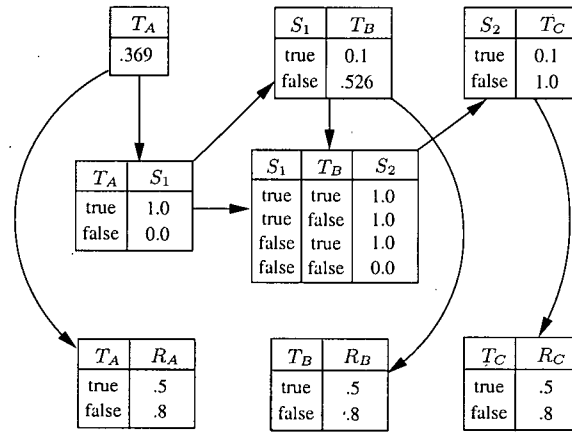 T_A
.369
S_1 T_B
true 0.1
false .526
S_2 T_C
true 0.1
false 1.0
T_A S_1
true 1.0
false 0.0
S_1 T_B S_2
true true 1.0
true false 1.0
false true 1.0
false false 0.0
T_A R_A
true .5
false .8
T_B R_B
true .5
false .8
T_C R_C
true .5
false .8